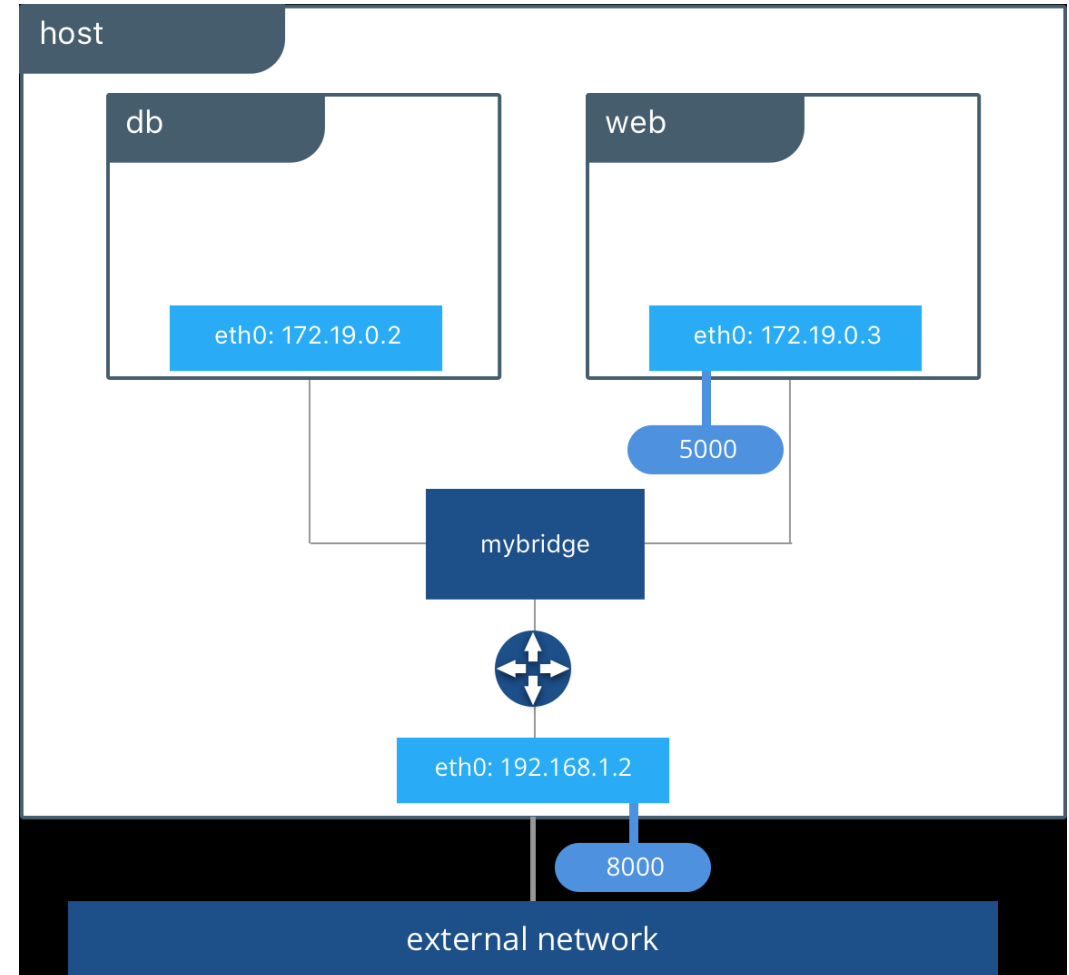 host
db
web
eth0: 172.19.0.2
eth0: 172.19.0.3
5000
mybridge
eth0: 192.168.1.2
8000
external network